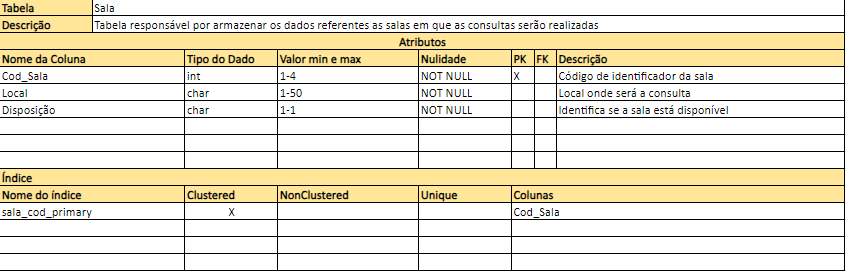 Tabela Sala
Descrição Tabela responsável por armazenar os dados referentes as salas em que as consultas serão realizadas
Atributos
Nome da Coluna Tipo do Dado Valor min e max Nulidade PK FK Descrição
Cod_Sala int 1-4 NOT NULL X Código de identificador da sala
Local char 1-50 NOT NULL Local onde será a consulta
Disposição char 1-1 NOT NULL Identifica se a sala está disponível
Índice
Nome do índice Clustered NonClustered Unique Colunas
sala_cod_primary X Cod_Sala